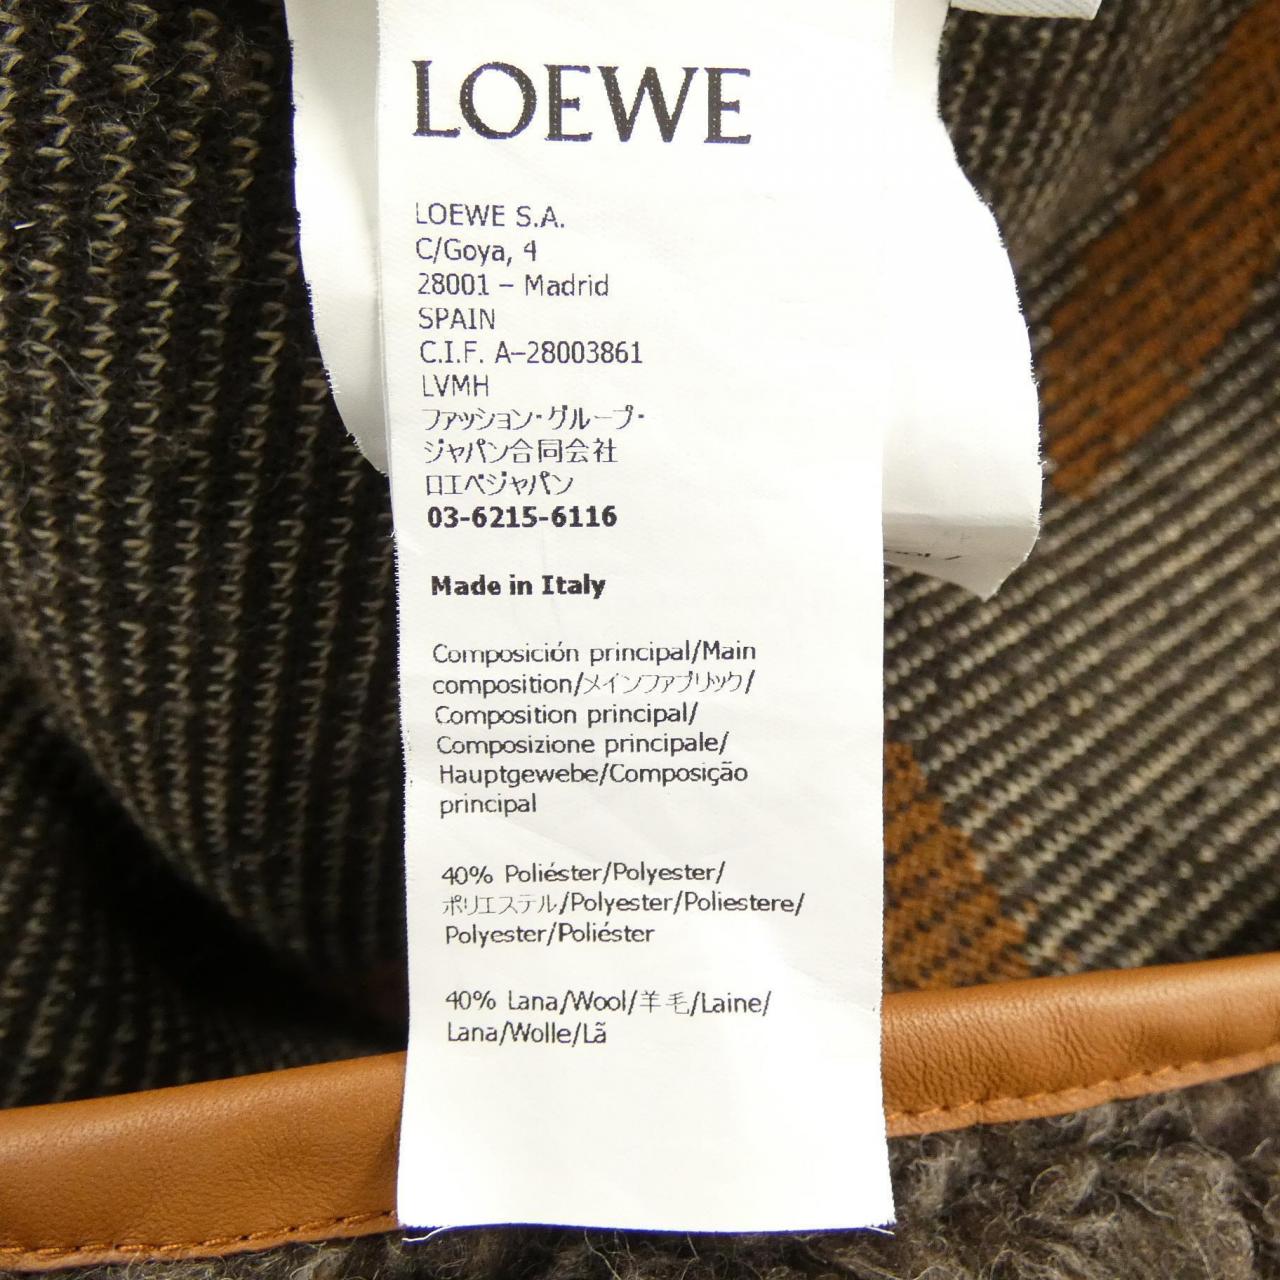 LOEWE
LOEWE S.A.
C/Goya, 4
28001 – Madrid
SPAIN
C.I.F. A–28003861
LVMH
ファッション・グループ・
ジャパン合同会社
ロエベジャパン
03-6215-6116
Made in Italy
Composición principal/Main
composition/メインファブリック/
Composition principal/
Composizione principale/
Hauptgewebe/Composição
principal
40% Poliéster/Polyester/
ポリエステル/Polyester/Poliestere/
Polyester/Poliéster
40% Lana/Wool/羊毛/Laine/
Lana/Wolle/Lã